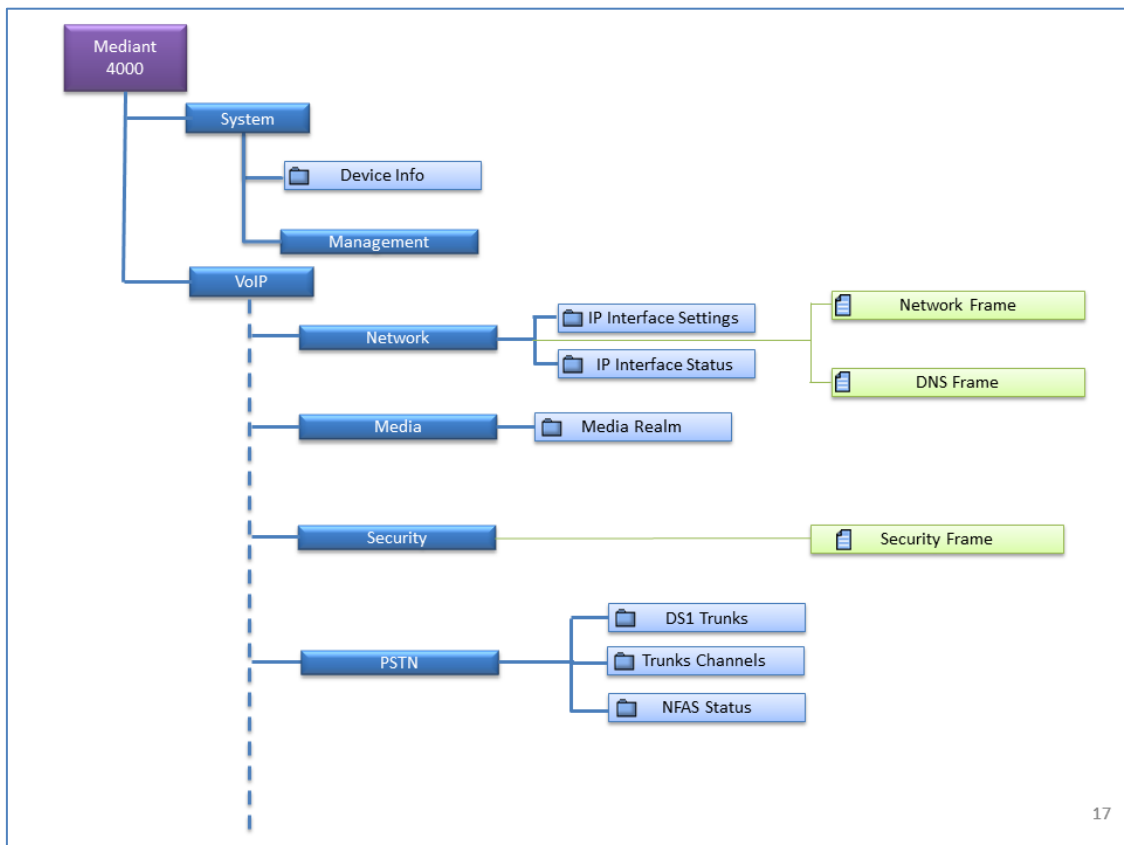 Mediant
4000
System
Device Info
Management
VoIP
Network
IP Interface Settings
IP Interface Status
Network Frame
DNS Frame
Media
Media Realm
Security
Security Frame
PSTN
DS1 Trunks
Trunks Channels
NFAS Status
17